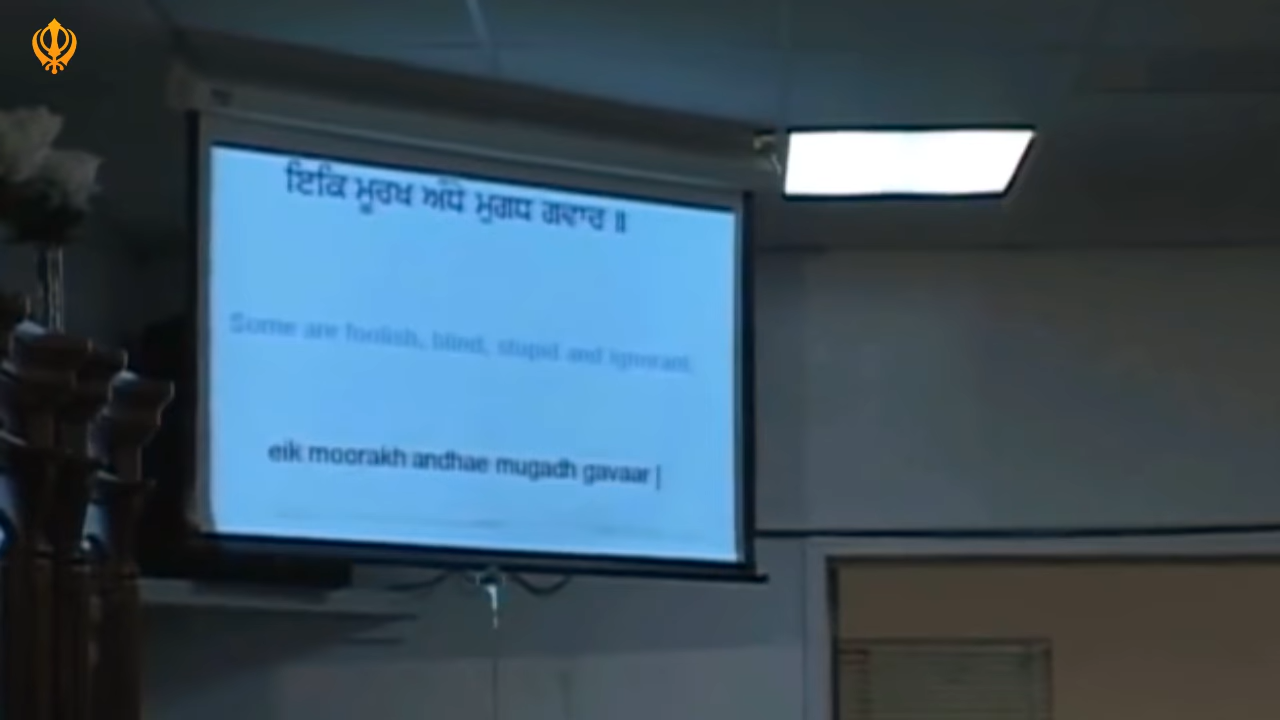 ਇਕਿ ਮੂਰਖ ਅੰਧੇ ਮੁਗਧ ਗਵਾਰ ॥
Some are foolish, blind, stupid and ignorant.
eik moorakh andhae mugadh gavaar |